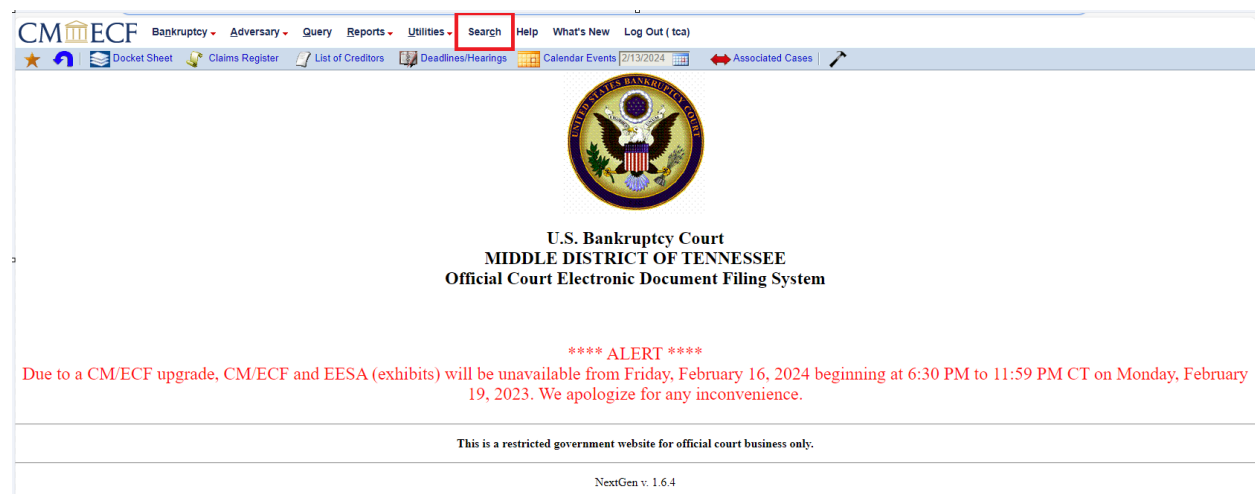 CM ECF Bankruptcy Adversary Query Reports Utilities Search Help What's New Log Out ( tca)
Docket Sheet Claims Register List of Creditors Deadlines/Hearings Calendar Events 2/13/2024 Associated Cases
UNITED STATES BANKRUPTCY COURT
U.S. Bankruptcy Court
MIDDLE DISTRICT OF TENNESSEE
Official Court Electronic Document Filing System
**** ALERT ****
Due to a CM/ECF upgrade, CM/ECF and EESA (exhibits) will be unavailable from Friday, February 16, 2024 beginning at 6:30 PM to 11:59 PM CT on Monday, February
19, 2023. We apologize for any inconvenience.
This is a restricted government website for official court business only.
NextGen v. 1.6.4